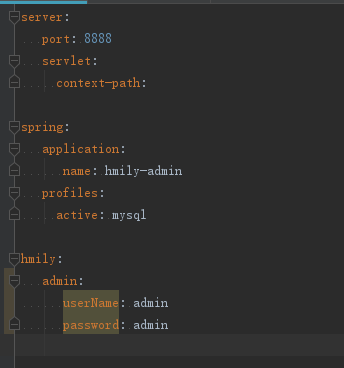 server:
port: 8888
servlet:
context-path:
spring:
application:
name: hmily-admin
profiles:
active: mysql
hmily:
admin:
userName: admin
password: admin